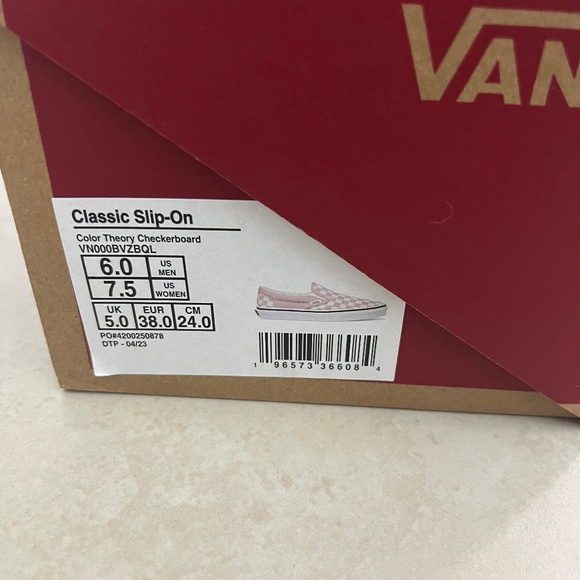 VAN
Classic Slip-On
Color Theory Checkerboard
VN000BVZBQL
6.0 US MEN
7.5 US WOMEN
UK EUR CM
5.0 38.0 24.0
PO#4200250878
DTP - 04/23
1 96573 36608 4